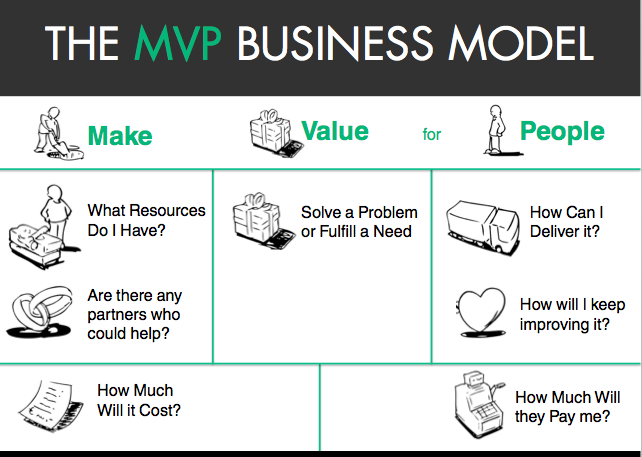 THE MVP BUSINESS MODEL
Make
Value
for
People
What Resources
Do I Have?
Are there any
partners who
could help?
Solve a Problem
or Fulfill a Need
How Can I
Deliver it?
How will I keep
improving it?
How Much
Will it Cost?
How Much Will
they Pay me?